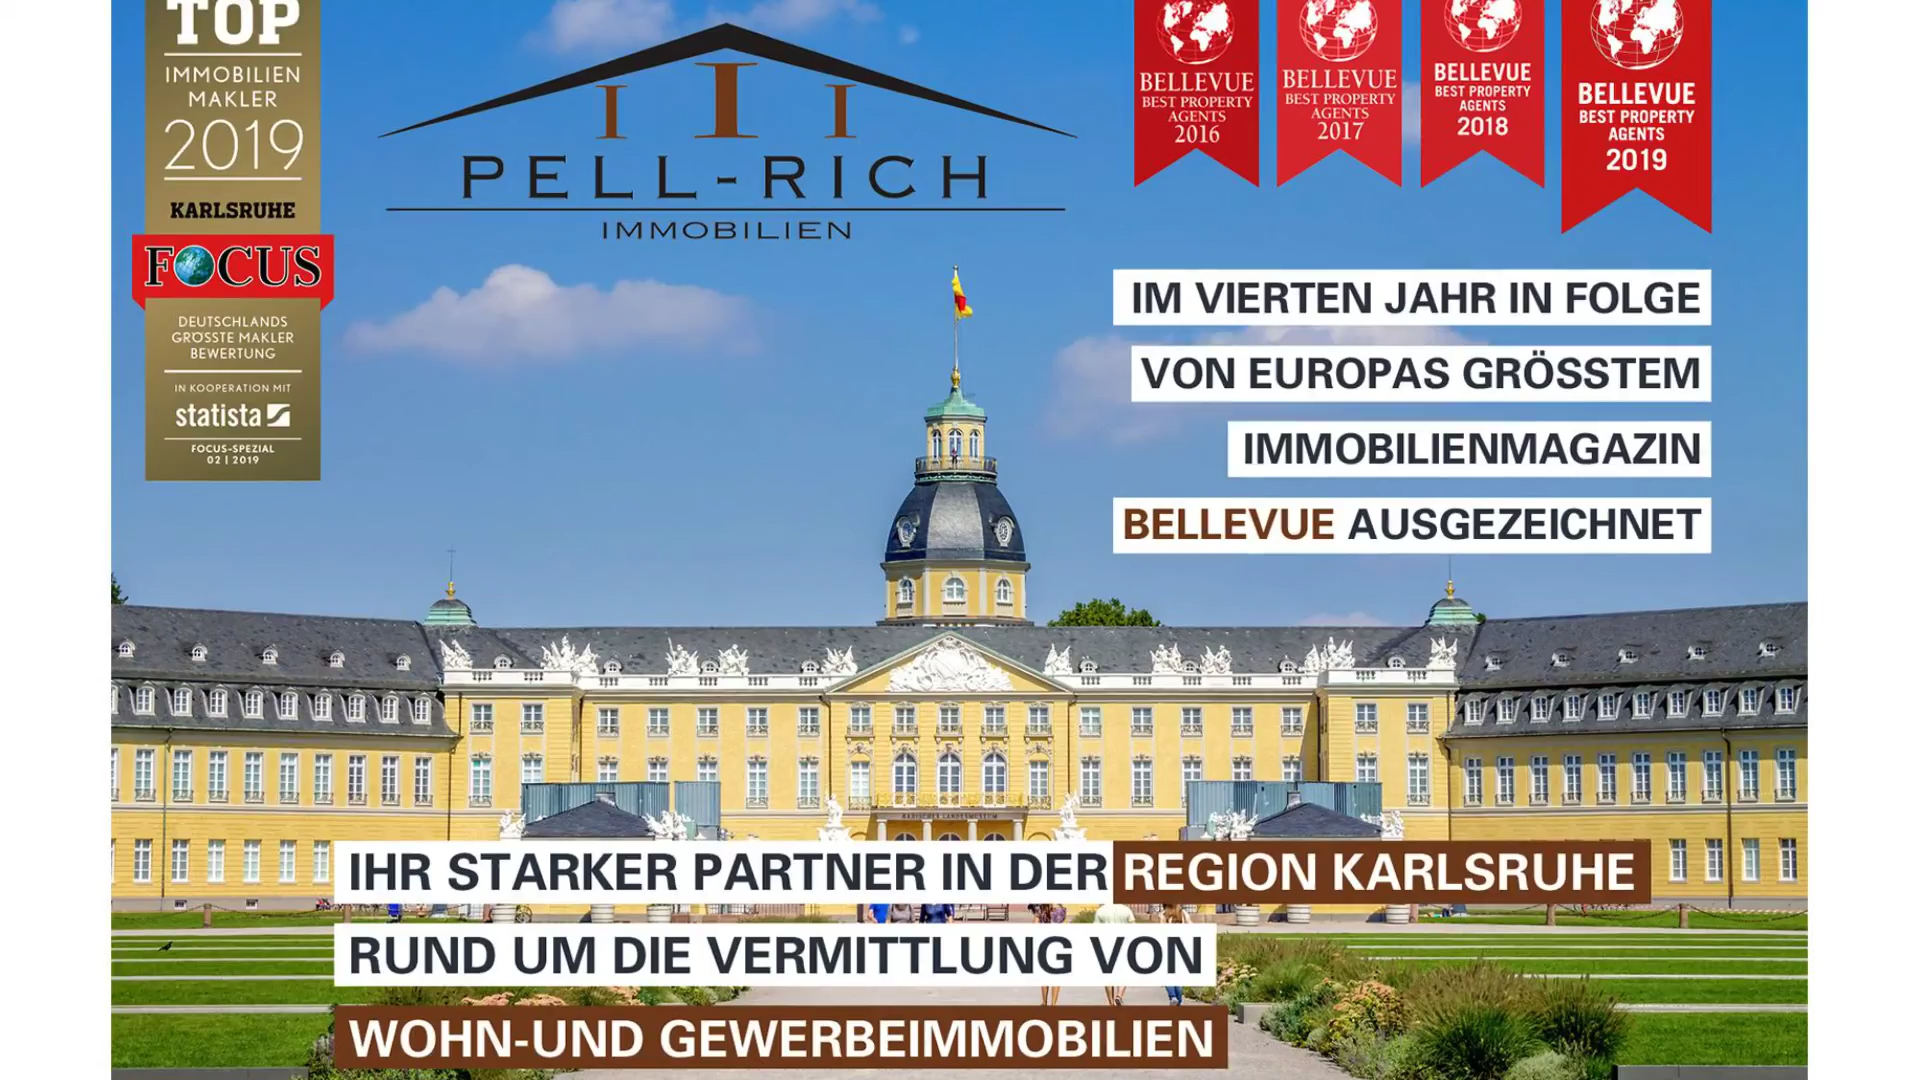 TOP
IMMOBILIEN
MAKLER
2019
KARLSRUHE
FOCUS
DEUTSCHLANDS
GRÖSSTE MAKLER
BEWERTUNG
IN KOOPERATION MIT
statista
FOCUS-SPEZIAL
02 | 2019
PELL-RICH
IMMOBILIEN
BELLEVUE
BEST PROPERTY
AGENTS
2016
BELLEVUE
BEST PROPERTY
AGENTS
2017
BELLEVUE
BEST PROPERTY
AGENTS
2018
BELLEVUE
BEST PROPERTY
AGENTS
2019
IM VIERTEN JAHR IN FOLGE
VON EUROPAS GRÖSSTEM
IMMOBILIENMAGAZIN
BELLEVUE AUSGEZEICHNET
BADISCHES LANDESMUSEUM
IHR STARKER PARTNER IN DER REGION KARLSRUHE
RUND UM DIE VERMITTLUNG VON
WOHN-UND GEWERBEIMMOBILIEN